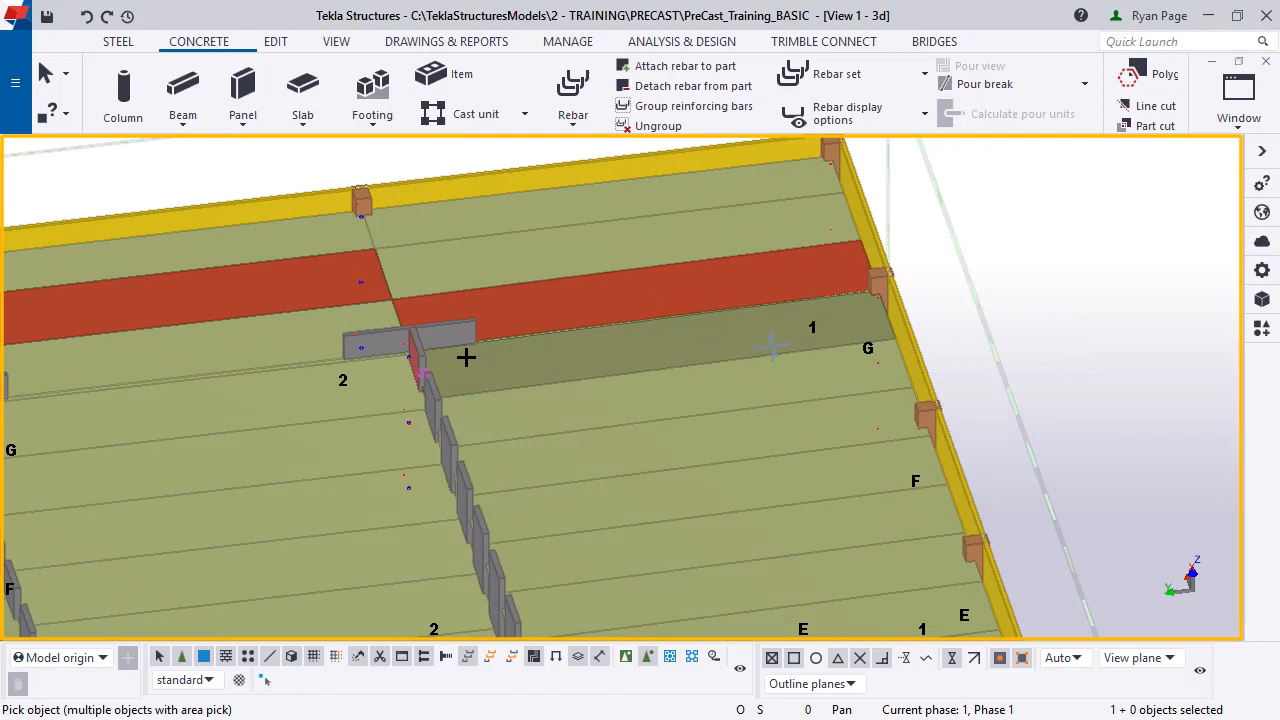 Tekla Structures - C:\TeklaStructuresModels\2 - TRAINING\PRECAST\PreCast_Training_BASIC - [View 1 - 3d]
Ryan Page
STEEL CONCRETE EDIT VIEW DRAWINGS & REPORTS MANAGE ANALYSIS & DESIGN TRIMBLE CONNECT BRIDGES
Quick Launch
Column
Beam
Panel
Slab
Footing
Item
Cast unit
Rebar
Attach rebar to part
Detach rebar from part
Group reinforcing bars
Ungroup
Rebar set
Rebar display
options
Pour view
Pour break
Calculate pour units
Polyg
Line cut
Part cut
Window
1
G
2
G
F
F
E
2
E
1
Z
Y
Model origin
standard
Auto
View plane
Outline planes
Pick object (multiple objects with area pick)
O S 0 Pan Current phase: 1, Phase 1 1 + 0 objects selected